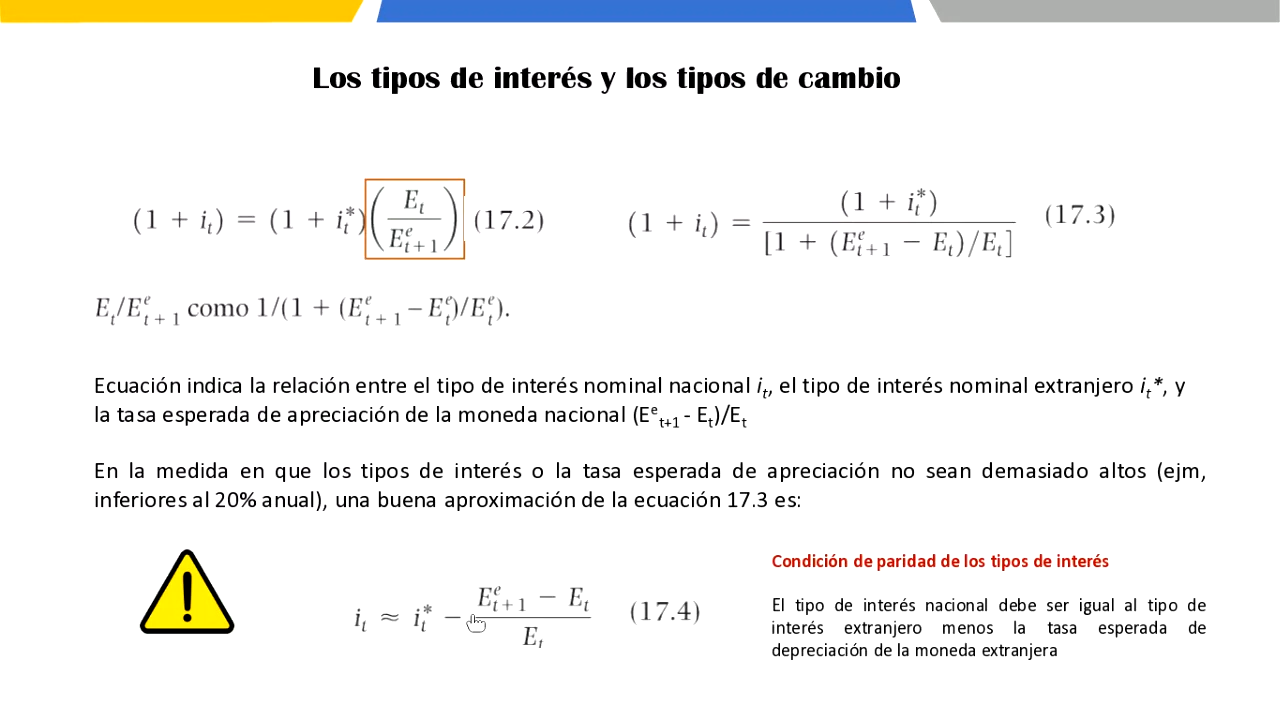 Los tipos de interés y los tipos de cambio
(1 + i_t) = (1 + i_t^*) (E_t / E^e_{t+1}) (17.2)
(1 + i_t) = (1 + i_t^*) / [1 + (E^e_{t+1} − E_t)/E_t] (17.3)
E_t/E^e_{t+1} como 1/(1 + (E^e_{t+1} – E^e_t)/E^e_t).
Ecuación indica la relación entre el tipo de interés nominal nacional i_t, el tipo de interés nominal extranjero i_t*, y
la tasa esperada de apreciación de la moneda nacional (E^e_{t+1} - E_t)/E_t
En la medida en que los tipos de interés o la tasa esperada de apreciación no sean demasiado altos (ejm,
inferiores al 20% anual), una buena aproximación de la ecuación 17.3 es:
i_t ≈ i_t^* − (E^e_{t+1} − E_t) / E_t (17.4)
Condición de paridad de los tipos de interés
El tipo de interés nacional debe ser igual al tipo de
interés extranjero menos la tasa esperada de
depreciación de la moneda extranjera